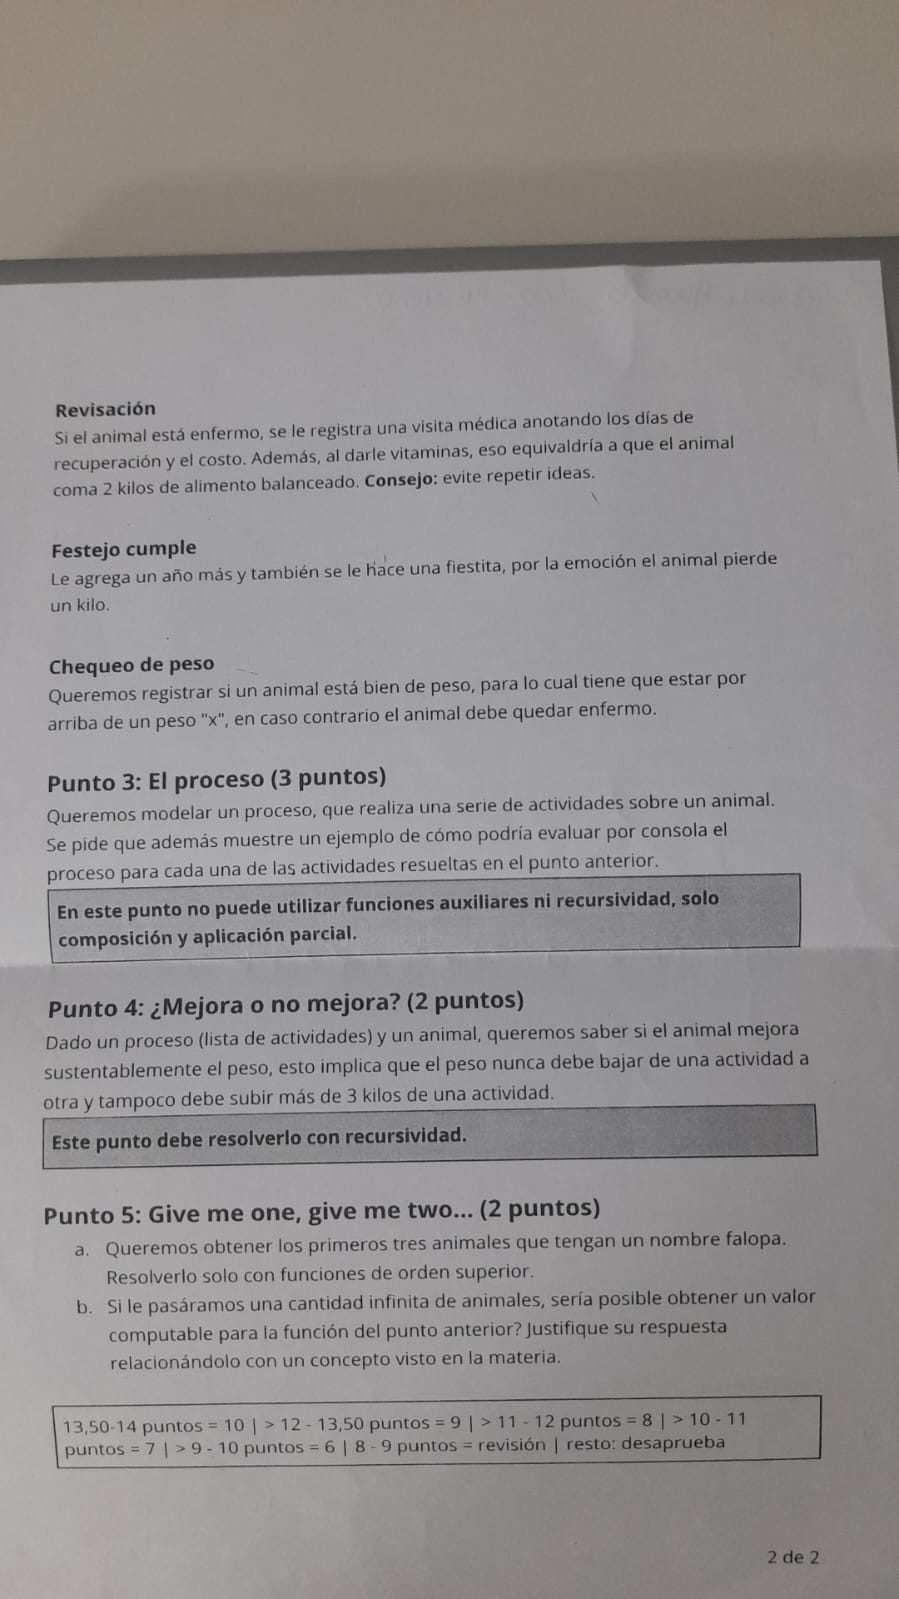 Revisación
Si el animal está enfermo, se le registra una visita médica anotando los días de
recuperación y el costo. Además, al darle vitaminas, eso equivaldría a que el animal
coma 2 kilos de alimento balanceado. Consejo: evite repetir ideas.
Festejo cumple
Le agrega un año más y también se le hace una fiestita, por la emoción el animal pierde
un kilo.
Chequeo de peso
Queremos registrar si un animal está bien de peso, para lo cual tiene que estar por
arriba de un peso "x", en caso contrario el animal debe quedar enfermo.
Punto 3: El proceso (3 puntos)
Queremos modelar un proceso, que realiza una serie de actividades sobre un animal.
Se pide que además muestre un ejemplo de cómo podría evaluar por consola el
proceso para cada una de las actividades resueltas en el punto anterior.
En este punto no puede utilizar funciones auxiliares ni recursividad, solo
composición y aplicación parcial.
Punto 4: ¿Mejora o no mejora? (2 puntos)
Dado un proceso (lista de actividades) y un animal, queremos saber si el animal mejora
sustentablemente el peso, esto implica que el peso nunca debe bajar de una actividad a
otra y tampoco debe subir más de 3 kilos de una actividad.
Este punto debe resolverlo con recursividad.
Punto 5: Give me one, give me two... (2 puntos)
a. Queremos obtener los primeros tres animales que tengan un nombre falopa.
Resolverlo solo con funciones de orden superior.
b. Si le pasáramos una cantidad infinita de animales, sería posible obtener un valor
computable para la función del punto anterior? Justifique su respuesta
relacionándolo con un concepto visto en la materia.
13,50-14 puntos = 10 | > 12 - 13,50 puntos = 9 | > 11 - 12 puntos = 8 | > 10 - 11
puntos = 7 | > 9 - 10 puntos = 6 | 8 - 9 puntos = revisión | resto: desaprueba
2 de 2